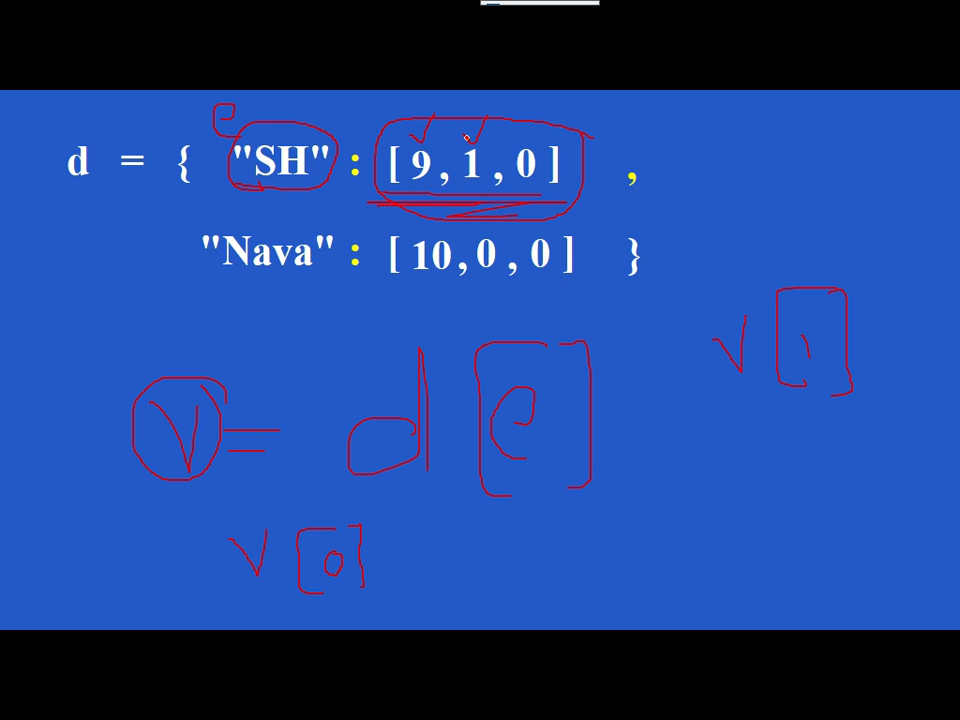 e
d = { "SH" : [ 9 , 1 , 0 ] ,
"Nava" : [ 10 , 0 , 0 ] }
v [1]
v = d[e]
v [0]